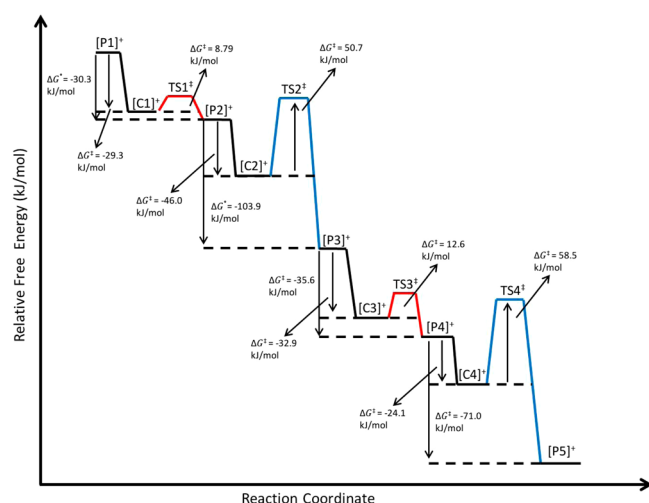 [P1]⁺
ΔG* = -30.3
kJ/mol
ΔG‡ = 8.79
kJ/mol
TS1‡
[C1]⁺
ΔG‡ = -29.3
kJ/mol
[P2]⁺
ΔG‡ = 50.7
kJ/mol
TS2‡
[C2]⁺
ΔG‡ = -46.0
kJ/mol
ΔG* = -103.9
kJ/mol
[P3]⁺
ΔG‡ = -35.6
kJ/mol
ΔG‡ = 12.6
kJ/mol
TS3‡
[C3]⁺
ΔG‡ = -32.9
kJ/mol
[P4]⁺
ΔG‡ = 58.5
kJ/mol
TS4‡
[C4]⁺
ΔG‡ = -24.1
kJ/mol
ΔG‡ = -71.0
kJ/mol
[P5]⁺
Relative Free Energy (kJ/mol)
Reaction Coordinate